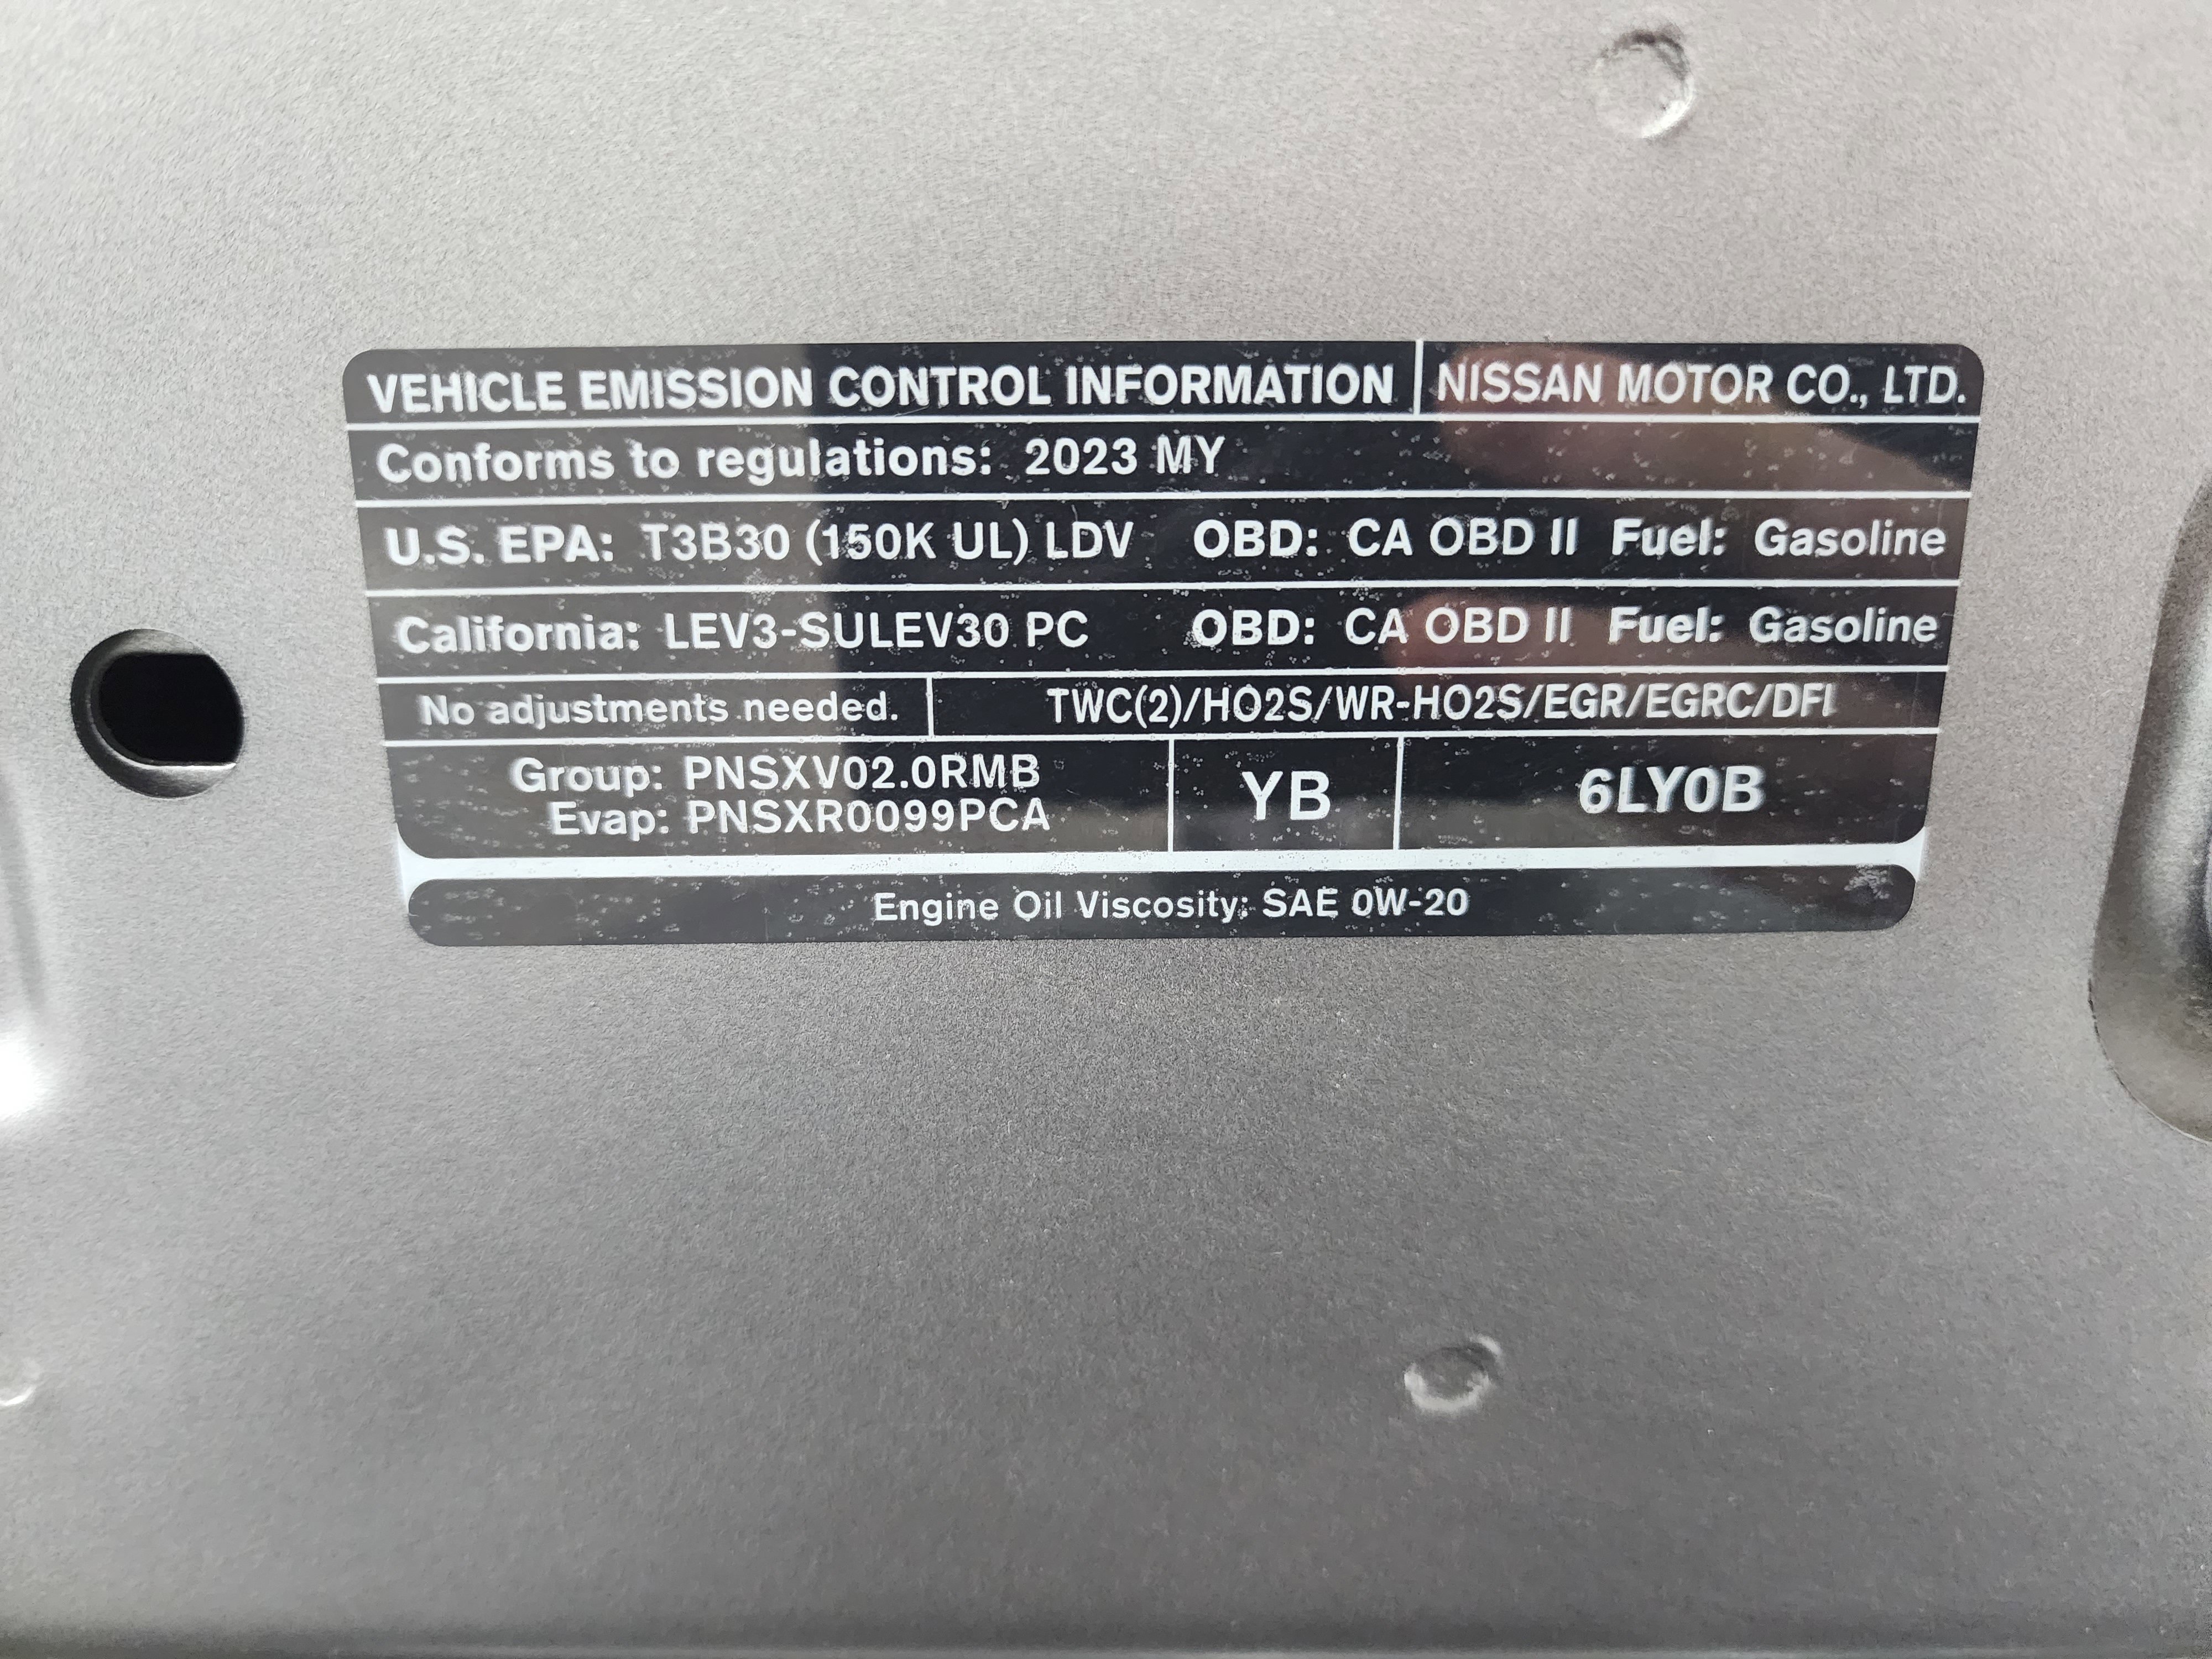 VEHICLE EMISSION CONTROL INFORMATION NISSAN MOTOR CO., LTD.
Conforms to regulations: 2023 MY
U.S. EPA: T3B30 (150K UL) LDV OBD: CA OBD II Fuel: Gasoline
California: LEV3-SULEV30 PC OBD: CA OBD II Fuel: Gasoline
No adjustments needed. TWC(2)/HO2S/WR-HO2S/EGR/EGRC/DFI
Group: PNSXV02.0RMB
Evap: PNSXR0099PCA
YB
6LY0B
Engine Oil Viscosity: SAE 0W-20